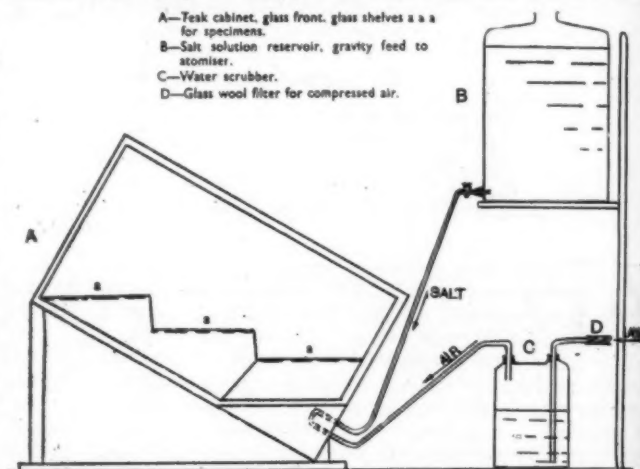 A—Teak cabinet, glass front, glass shelves a a a
for specimens.
B—Salt solution reservoir, gravity feed to
atomiser.
C—Water scrubber.
D—Glass wool filter for compressed air.
B
A
a
a
a
SALT
AIR
C
D